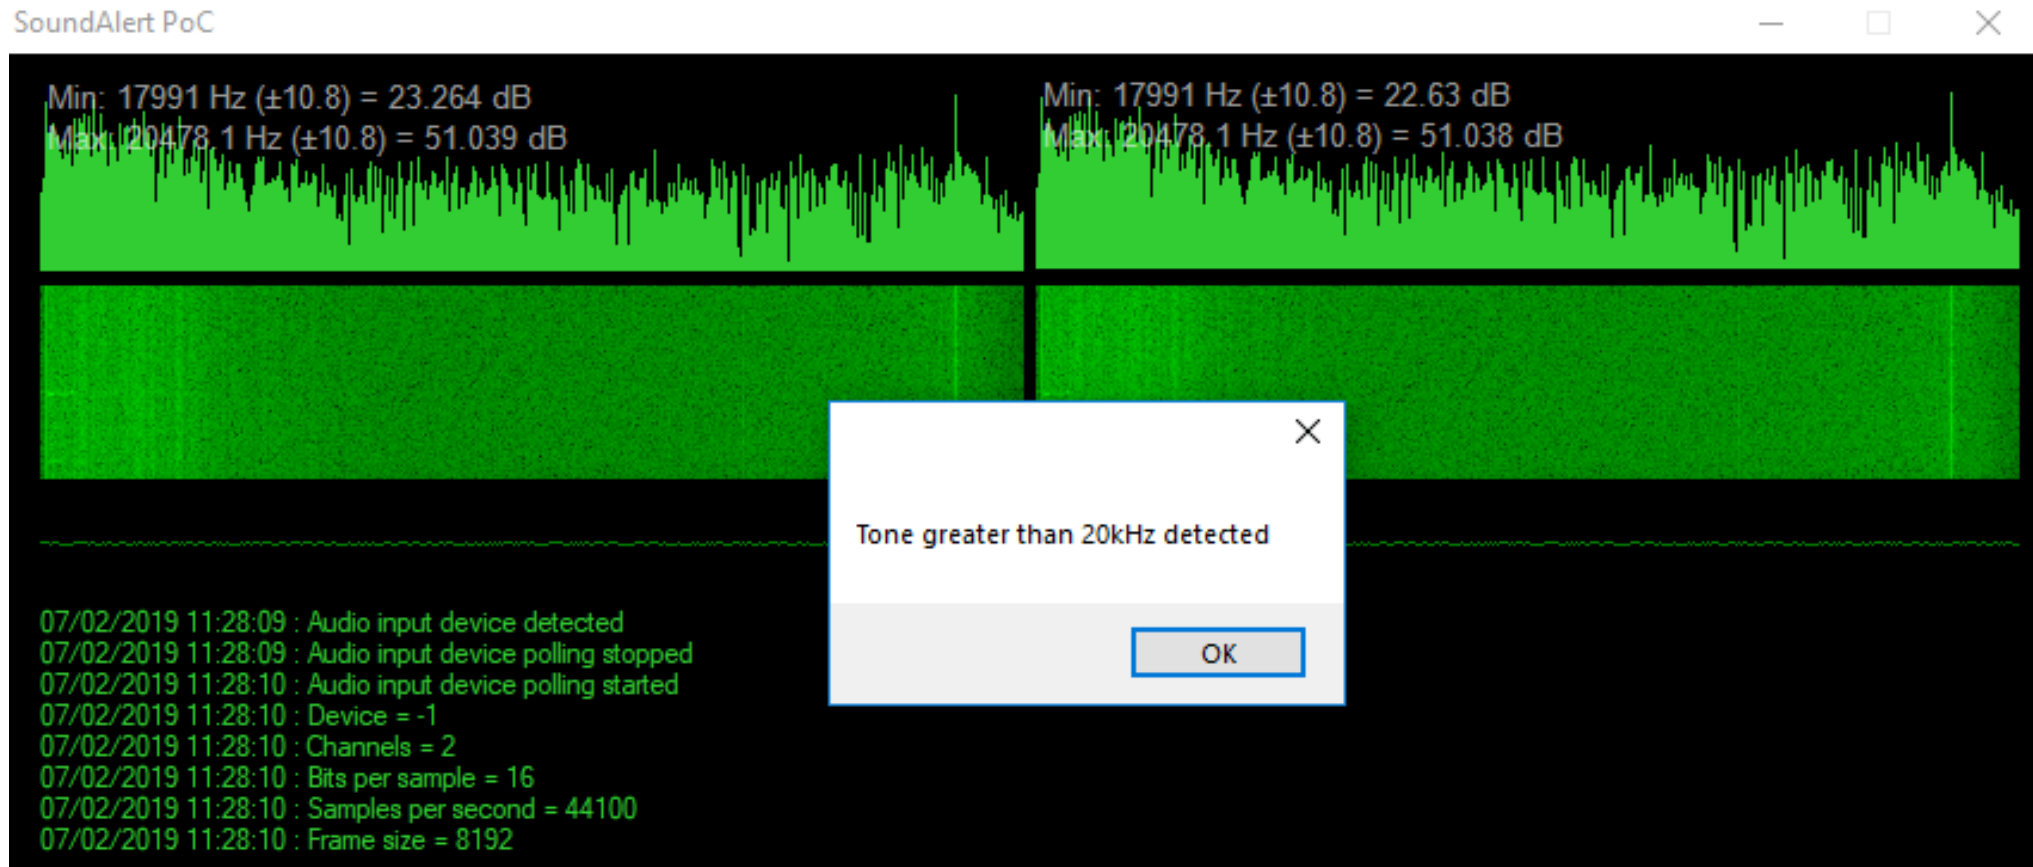 SoundAlert PoC
Min: 17991 Hz (±10.8) = 23.264 dB
Max: 20478.1 Hz (±10.8) = 51.039 dB
Min: 17991 Hz (±10.8) = 22.63 dB
Max: 20478.1 Hz (±10.8) = 51.038 dB
Tone greater than 20kHz detected
OK
07/02/2019 11:28:09 : Audio input device detected
07/02/2019 11:28:09 : Audio input device polling stopped
07/02/2019 11:28:10 : Audio input device polling started
07/02/2019 11:28:10 : Device = -1
07/02/2019 11:28:10 : Channels = 2
07/02/2019 11:28:10 : Bits per sample = 16
07/02/2019 11:28:10 : Samples per second = 44100
07/02/2019 11:28:10 : Frame size = 8192